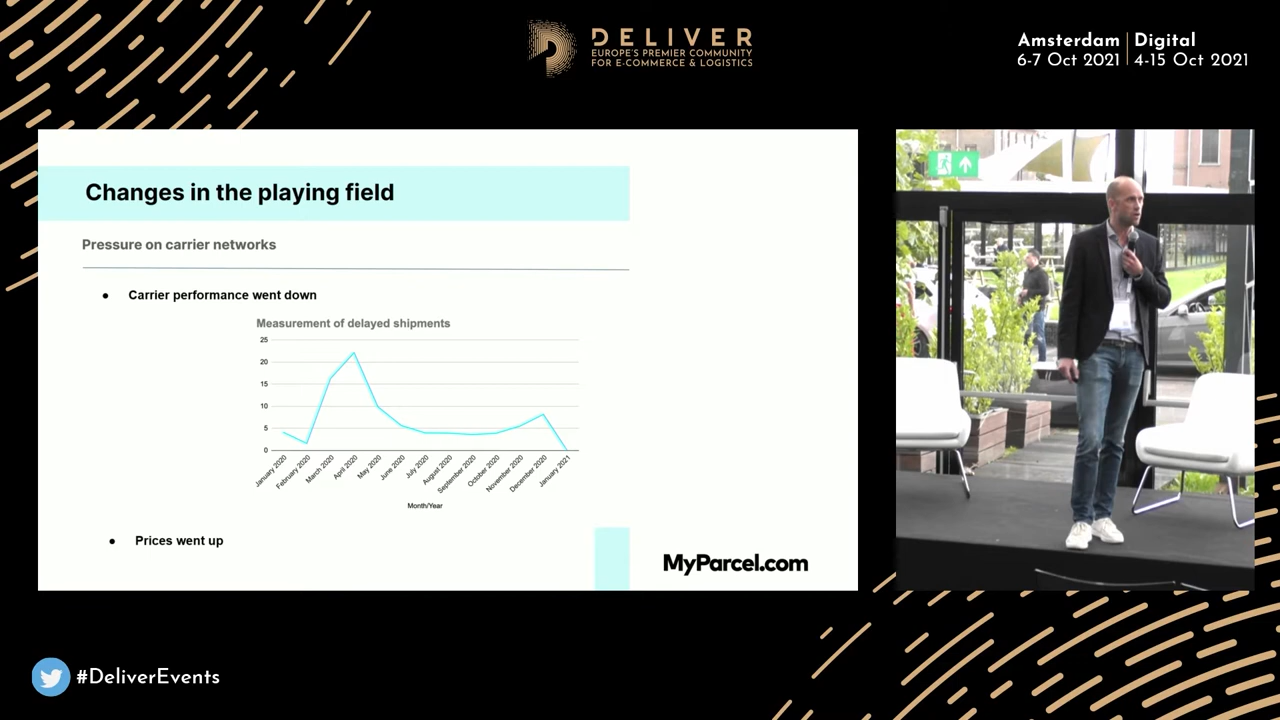 DELIVER
EUROPE'S PREMIER COMMUNITY
FOR E-COMMERCE & LOGISTICS
Amsterdam | Digital
6-7 Oct 2021 | 4-15 Oct 2021
Changes in the playing field
Pressure on carrier networks
● Carrier performance went down
Measurement of delayed shipments
25
20
15
10
5
0
January 2020
February 2020
March 2020
April 2020
May 2020
June 2020
July 2020
August 2020
September 2020
October 2020
November 2020
December 2020
January 2021
Month/Year
● Prices went up
MyParcel.com
#DeliverEvents